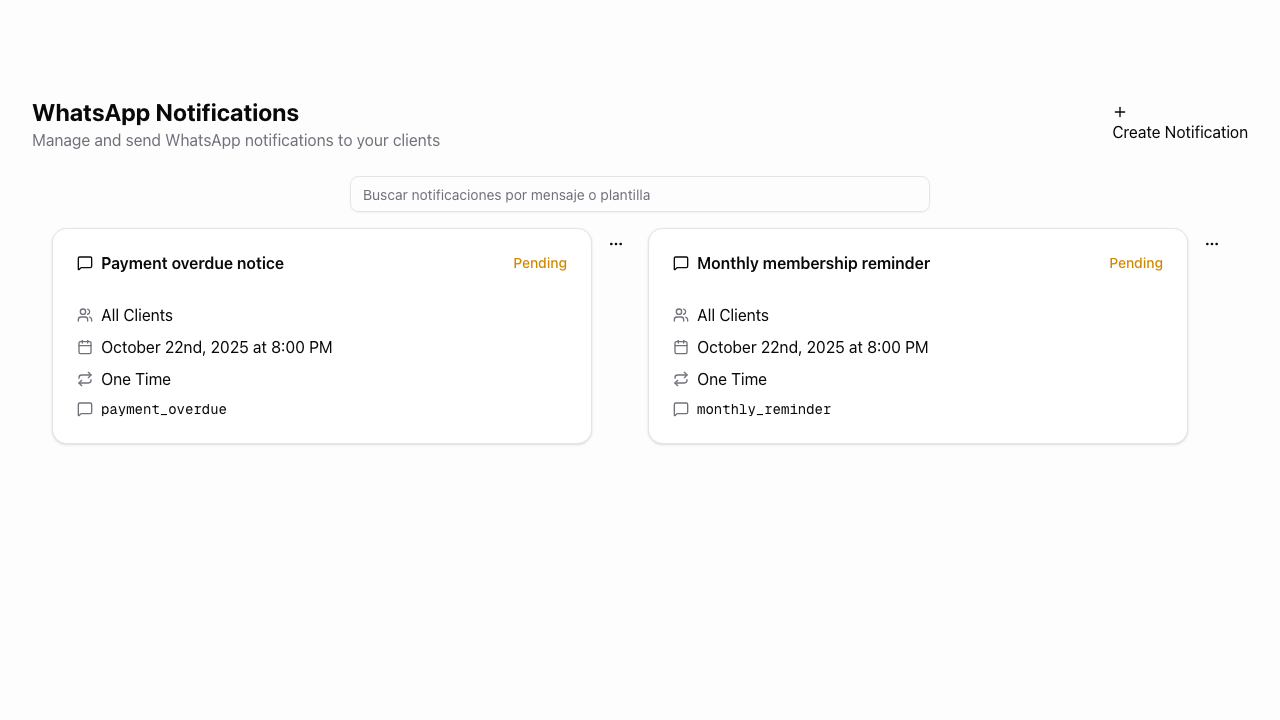 WhatsApp Notifications
Manage and send WhatsApp notifications to your clients
Create Notification
Buscar notificaciones por mensaje o plantilla
Payment overdue notice
Pending
All Clients
October 22nd, 2025 at 8:00 PM
One Time
payment_overdue
Monthly membership reminder
Pending
All Clients
October 22nd, 2025 at 8:00 PM
One Time
monthly_reminder